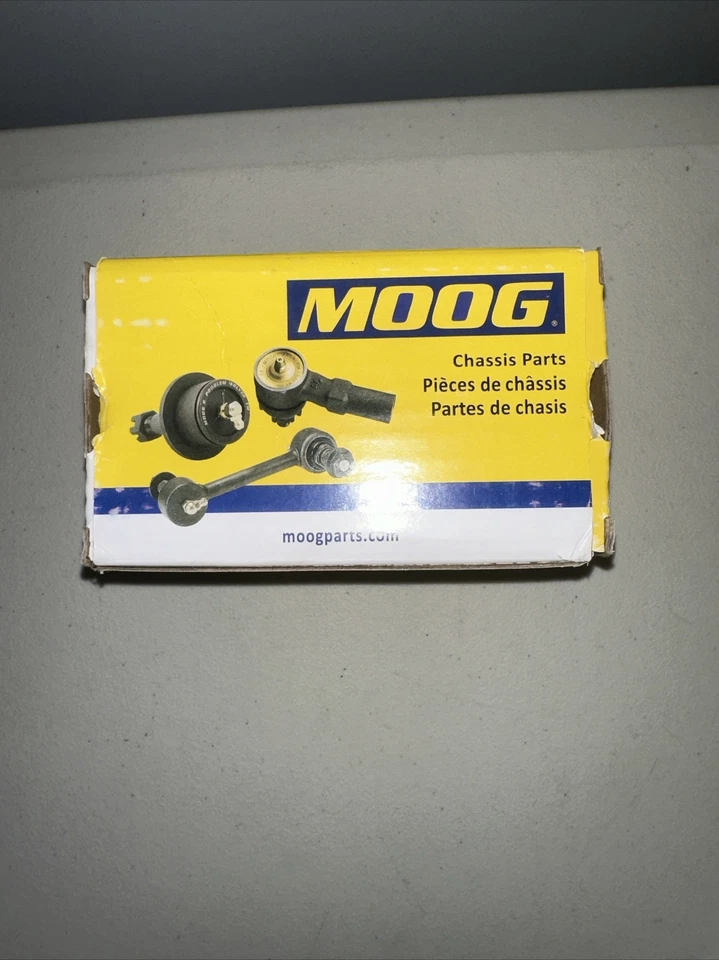 MOOG®
Chassis Parts
Pièces de châssis
Partes de chasis
moogparts.com